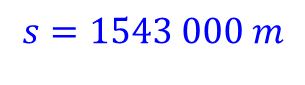 s = 1543 000 m